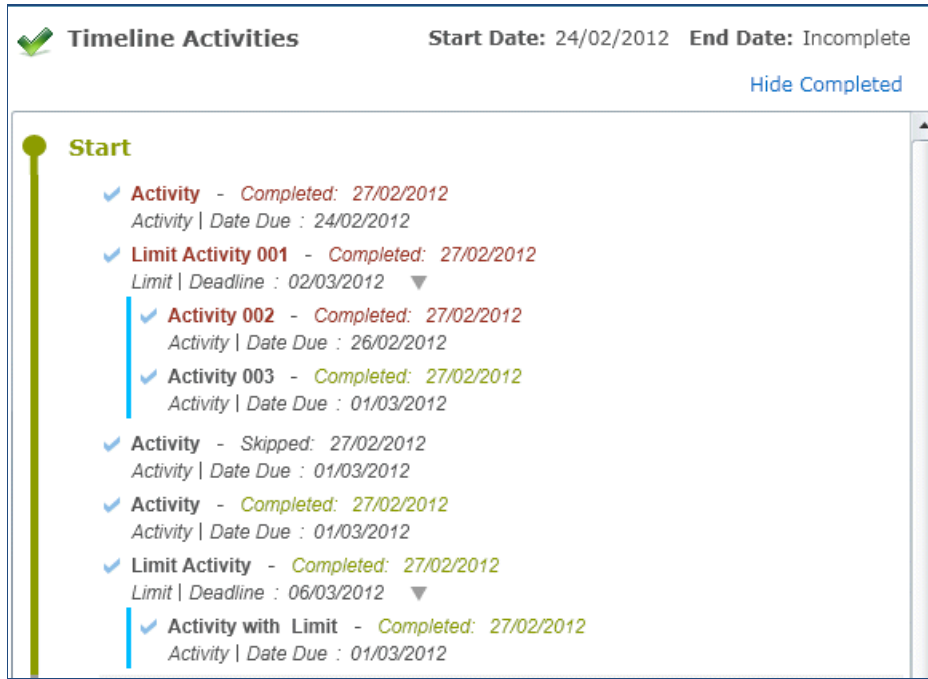 Timeline Activities Start Date: 24/02/2012 End Date: Incomplete
Hide Completed
Start
Activity - Completed: 27/02/2012
Activity | Date Due : 24/02/2012
Limit Activity 001 - Completed: 27/02/2012
Limit | Deadline : 02/03/2012
Activity 002 - Completed: 27/02/2012
Activity | Date Due : 26/02/2012
Activity 003 - Completed: 27/02/2012
Activity | Date Due : 01/03/2012
Activity - Skipped: 27/02/2012
Activity | Date Due : 01/03/2012
Activity - Completed: 27/02/2012
Activity | Date Due : 01/03/2012
Limit Activity - Completed: 27/02/2012
Limit | Deadline : 06/03/2012
Activity with Limit - Completed: 27/02/2012
Activity | Date Due : 01/03/2012